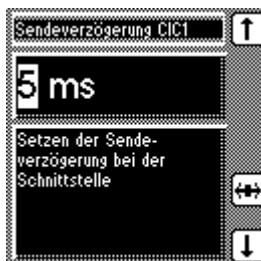 Sendeverzögerung CIC1
5 ms
Setzen der Sende-
verzögerung bei der
Schnittstelle